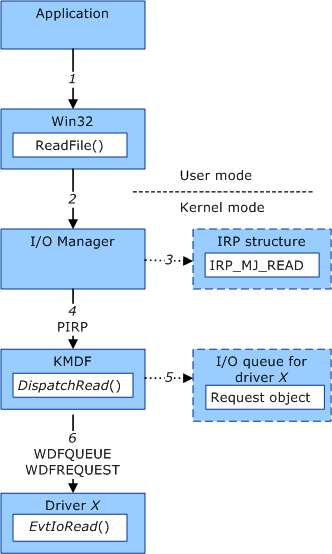 Application
1
Win32
ReadFile()
2
User mode
Kernel mode
I/O Manager
3
IRP structure
IRP_MJ_READ
4
PIRP
KMDF
DispatchRead()
5
I/O queue for
driver X
Request object
6
WDFQUEUE
WDFREQUEST
Driver X
EvtIoRead()